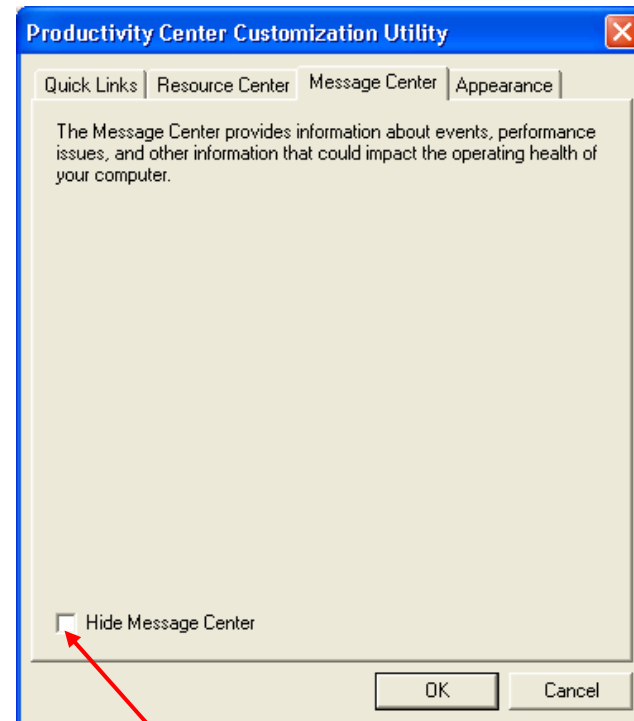 Productivity Center Customization Utility
Quick Links Resource Center Message Center Appearance
The Message Center provides information about events, performance
issues, and other information that could impact the operating health of
your computer.
Hide Message Center
OK Cancel